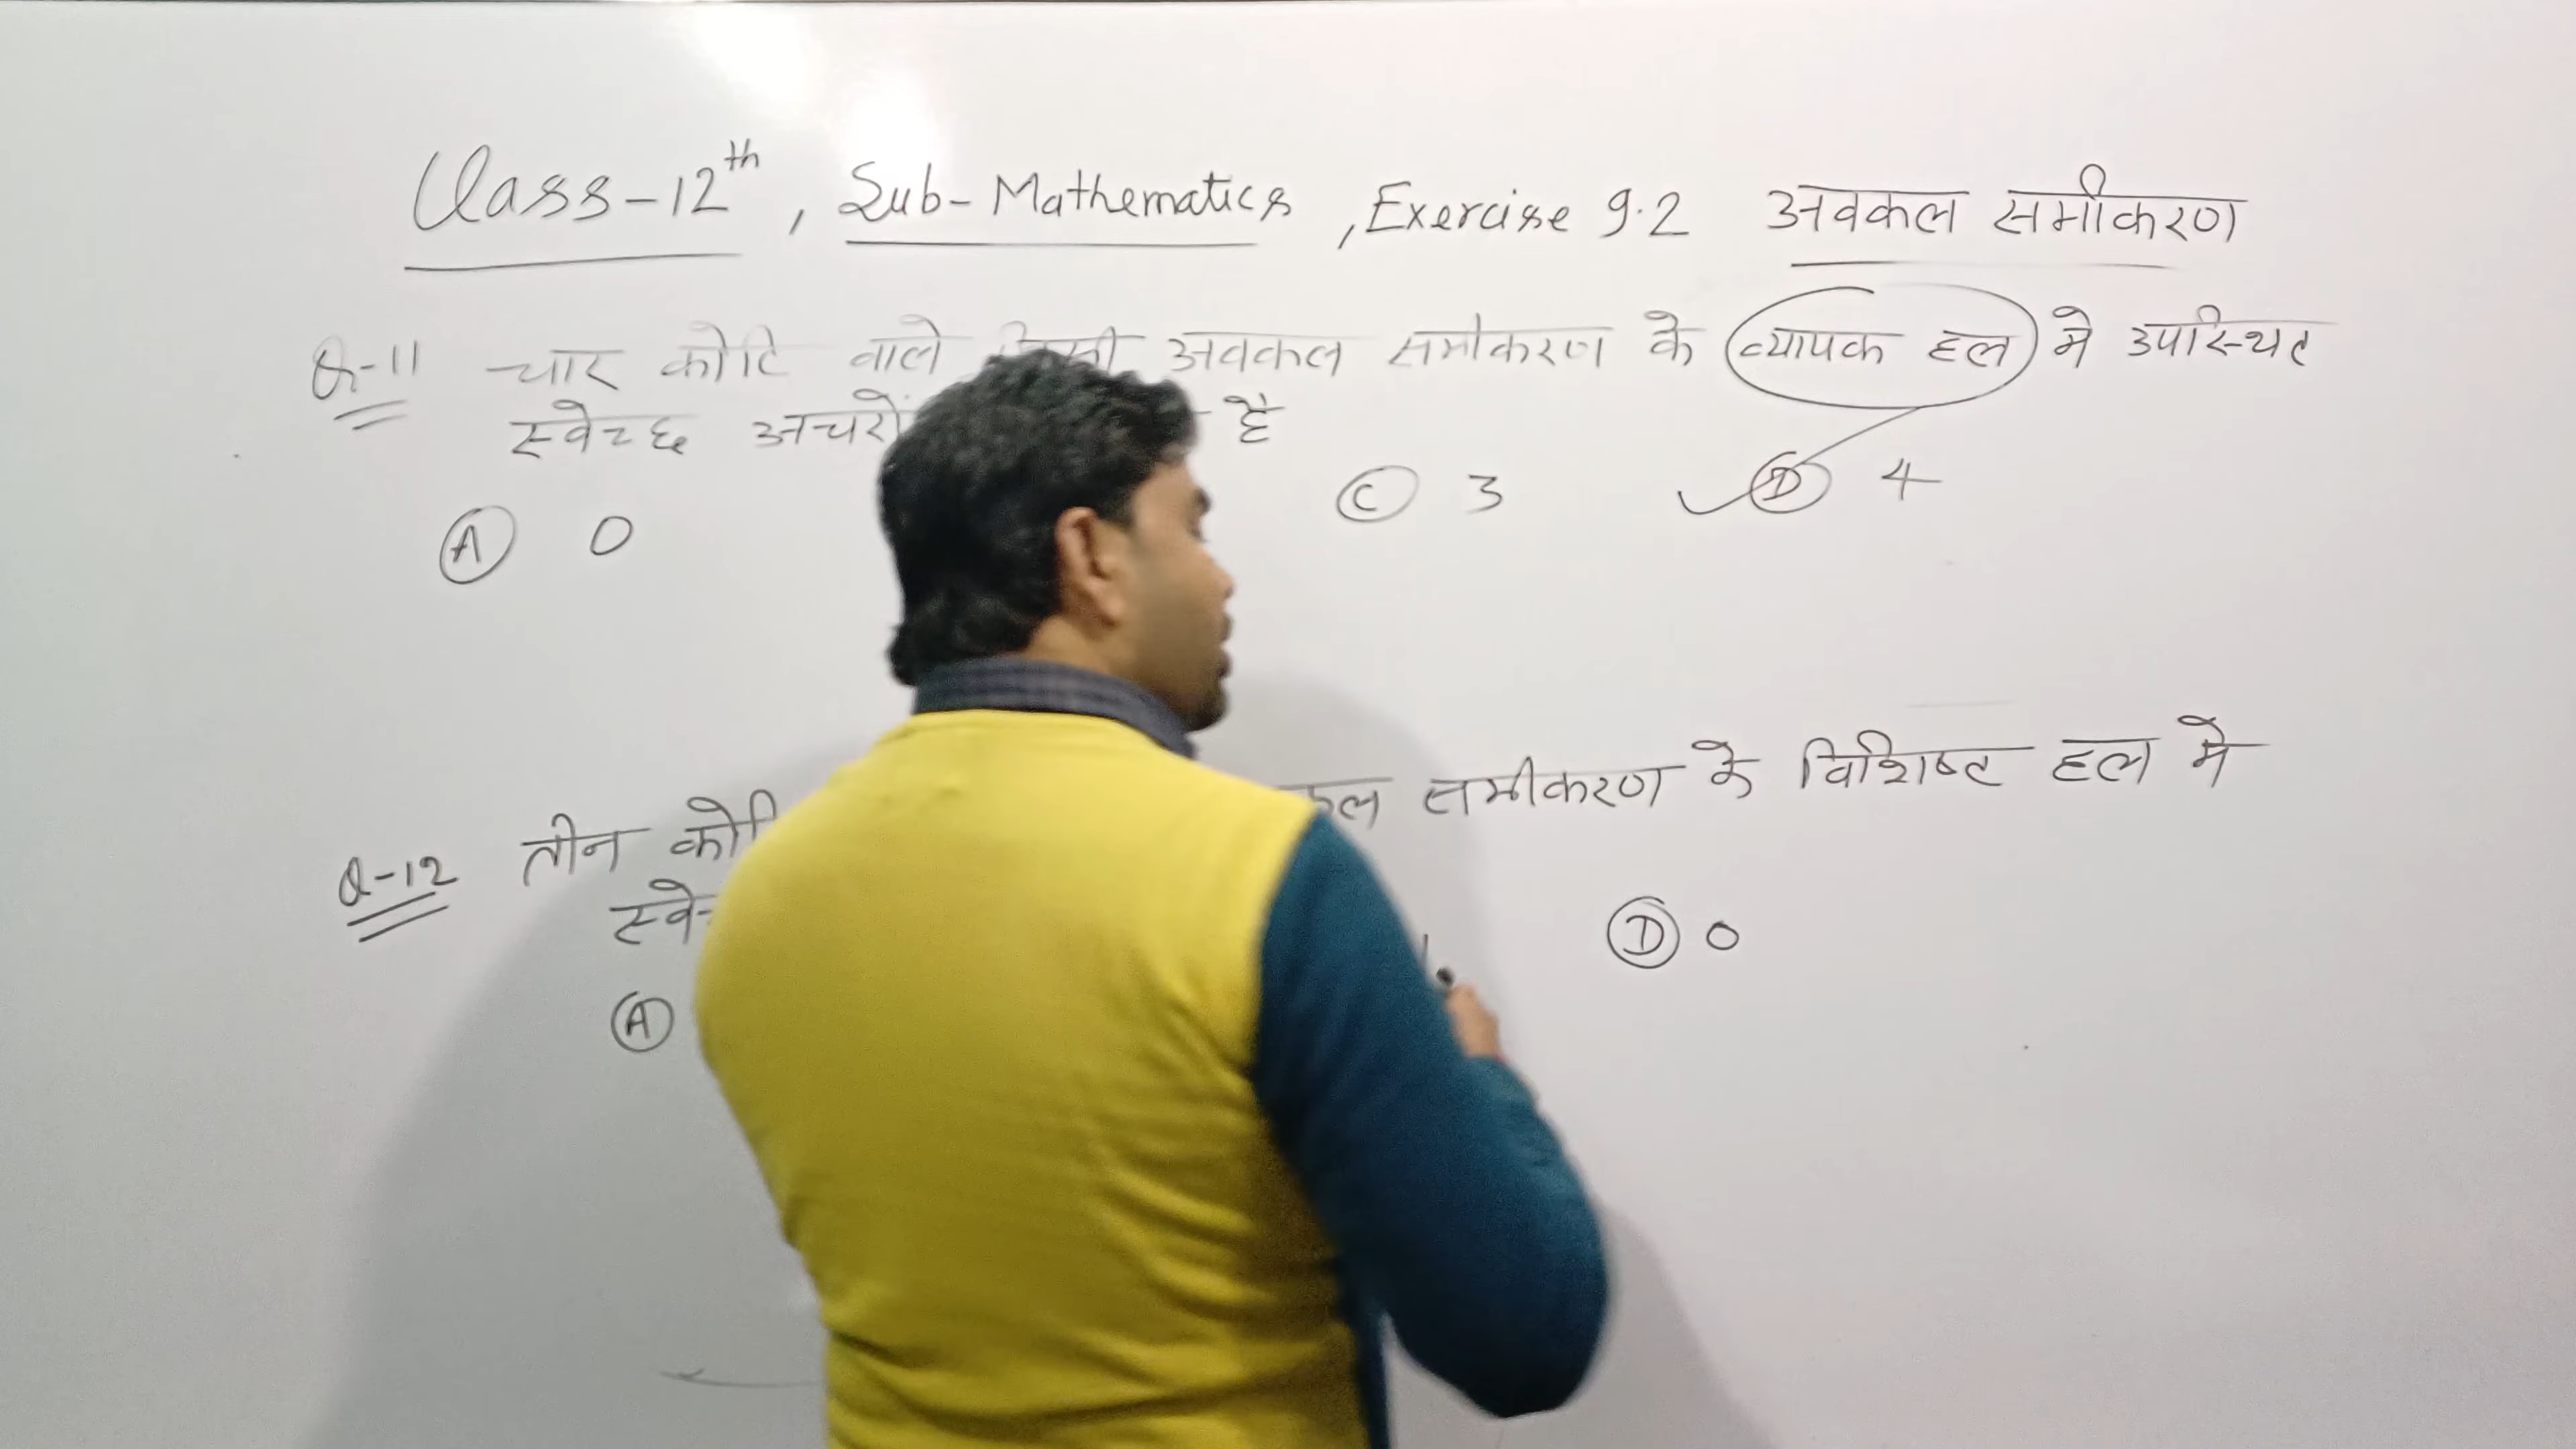 Class-12th, Sub-Mathematics, Exercise 9.2 अवकल समीकरण
Q-11 चार कोटि वाले अवकल समीकरण के व्यापक हल मे उपस्थित
स्वेच्छ अचरों है
A 0 C 3 D 4
Q-12 तीन समीकरण के विशिष्ट हल मे
A D 0